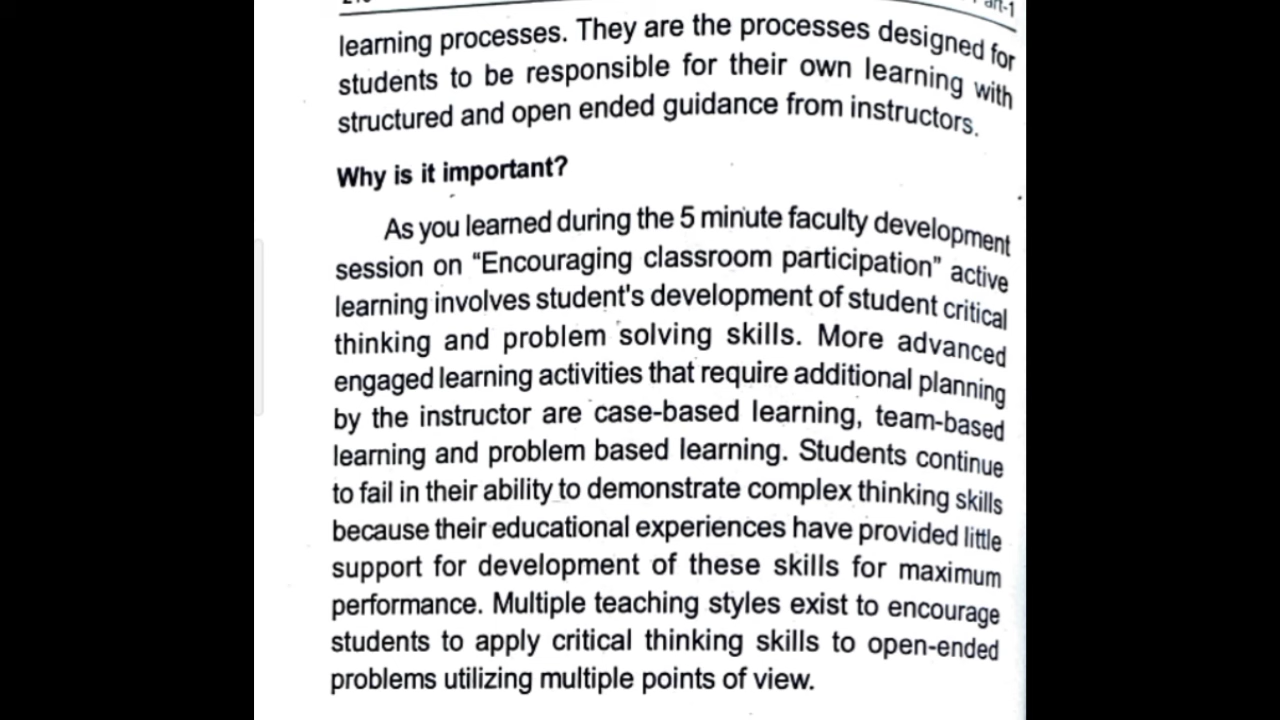 learning processes. They are the processes designed for
students to be responsible for their own learning with
structured and open ended guidance from instructors.
Why is it important?
As you learned during the 5 minute faculty development
session on “Encouraging classroom participation” active
learning involves student's development of student critical
thinking and problem solving skills. More advanced
engaged learning activities that require additional planning
by the instructor are case-based learning, team-based
learning and problem based learning. Students continue
to fail in their ability to demonstrate complex thinking skills
because their educational experiences have provided little
support for development of these skills for maximum
performance. Multiple teaching styles exist to encourage
students to apply critical thinking skills to open-ended
problems utilizing multiple points of view.